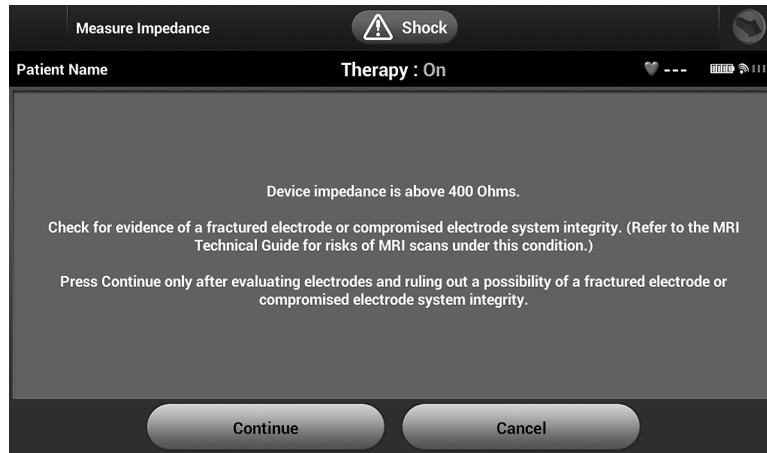 Measure Impedance
Shock
Patient Name
Therapy : On
---
Device impedance is above 400 Ohms.
Check for evidence of a fractured electrode or compromised electrode system integrity. (Refer to the MRI
Technical Guide for risks of MRI scans under this condition.)
Press Continue only after evaluating electrodes and ruling out a possibility of a fractured electrode or
compromised electrode system integrity.
Continue
Cancel